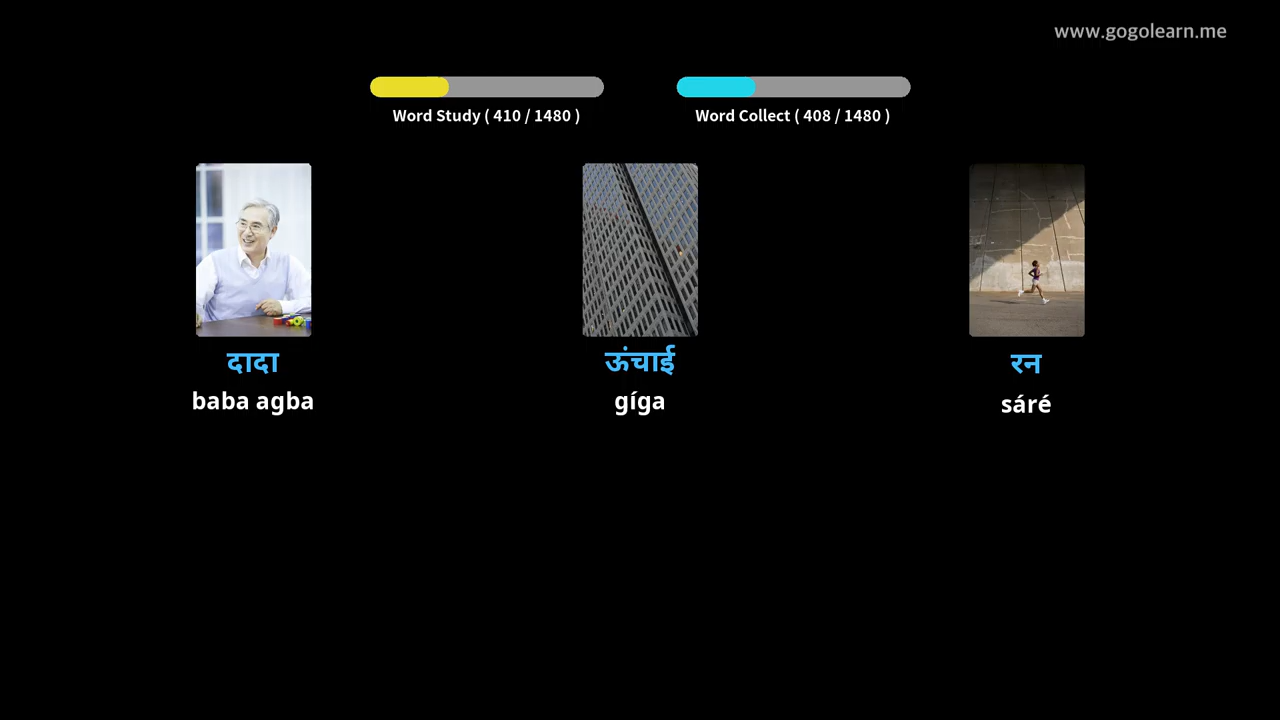 www.gogolearn.me
Word Study ( 410 / 1480 )
Word Collect ( 408 / 1480 )
दादा
baba agba
ऊंचाई
gíga
रन
sáré